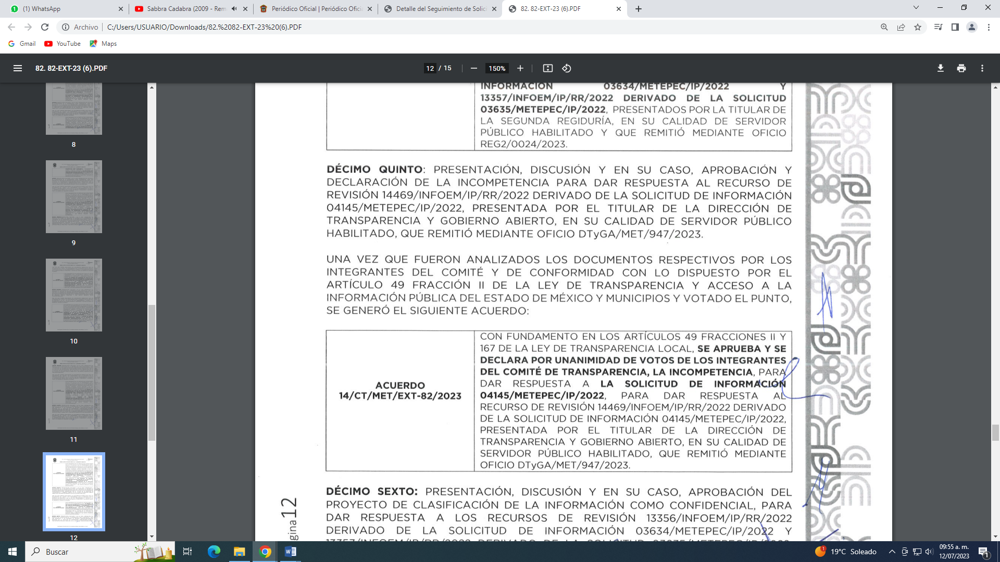 (1) WhatsApp
Sabbra Cadabra (2009 - Rem
Periódico Oficial | Periódico Ofici
Detalle del Seguimiento de Solici
82. 82-EXT-23 (6).PDF
Archivo
C:/Users/USUARIO/Downloads/82.%2082-EXT-23%20(6).PDF
Gmail
YouTube
Maps
82. 82-EXT-23 (6).PDF
12 / 15
150%
8
9
10
11
12
INFORMACIÓN 03634/METEPEC/IP/2022 Y
13357/INFOEM/IP/RR/2022 DERIVADO DE LA SOLICITUD
03635/METEPEC/IP/2022, PRESENTADOS POR LA TITULAR DE
LA SEGUNDA REGIDURÍA, EN SU CALIDAD DE SERVIDOR
PÚBLICO HABILITADO Y QUE REMITIÓ MEDIANTE OFICIO
REG2/0024/2023.
DÉCIMO QUINTO: PRESENTACIÓN, DISCUSIÓN Y EN SU CASO, APROBACIÓN Y
DECLARACIÓN DE LA INCOMPETENCIA PARA DAR RESPUESTA AL RECURSO DE
REVISIÓN 14469/INFOEM/IP/RR/2022 DERIVADO DE LA SOLICITUD DE INFORMACIÓN
04145/METEPEC/IP/2022, PRESENTADA POR EL TITULAR DE LA DIRECCIÓN DE
TRANSPARENCIA Y GOBIERNO ABIERTO, EN SU CALIDAD DE SERVIDOR PÚBLICO
HABILITADO, QUE REMITIÓ MEDIANTE OFICIO DTyGA/MET/947/2023.
UNA VEZ QUE FUERON ANALIZADOS LOS DOCUMENTOS RESPECTIVOS POR LOS
INTEGRANTES DEL COMITÉ Y DE CONFORMIDAD CON LO DISPUESTO POR EL
ARTÍCULO 49 FRACCIÓN II DE LA LEY DE TRANSPARENCIA Y ACCESO A LA
INFORMACIÓN PÚBLICA DEL ESTADO DE MÉXICO Y MUNICIPIOS Y VOTADO EL PUNTO,
SE GENERÓ EL SIGUIENTE ACUERDO:
ACUERDO
14/CT/MET/EXT-82/2023
CON FUNDAMENTO EN LOS ARTÍCULOS 49 FRACCIONES II Y
167 DE LA LEY DE TRANSPARENCIA LOCAL, SE APRUEBA Y SE
DECLARA POR UNANIMIDAD DE VOTOS DE LOS INTEGRANTES
DEL COMITÉ DE TRANSPARENCIA, LA INCOMPETENCIA, PARA
DAR RESPUESTA A LA SOLICITUD DE INFORMACIÓN
04145/METEPEC/IP/2022, PARA DAR RESPUESTA AL
RECURSO DE REVISIÓN 14469/INFOEM/IP/RR/2022 DERIVADO
DE LA SOLICITUD DE INFORMACIÓN 04145/METEPEC/IP/2022,
PRESENTADA POR EL TITULAR DE LA DIRECCIÓN DE
TRANSPARENCIA Y GOBIERNO ABIERTO, EN SU CALIDAD DE
SERVIDOR PÚBLICO HABILITADO, QUE REMITIÓ MEDIANTE
OFICIO DTyGA/MET/947/2023.
DÉCIMO SEXTO: PRESENTACIÓN, DISCUSIÓN Y EN SU CASO, APROBACIÓN DEL
PROYECTO DE CLASIFICACIÓN DE LA INFORMACIÓN COMO CONFIDENCIAL, PARA
DAR RESPUESTA A LOS RECURSOS DE REVISIÓN 13356/INFOEM/IP/RR/2022
DERIVADO DE LA SOLICITUD DE INFORMACIÓN 03634/METEPEC/IP/2022 Y
gina12
Buscar
19°C Soleado
09:55 a. m.
12/07/2023
1